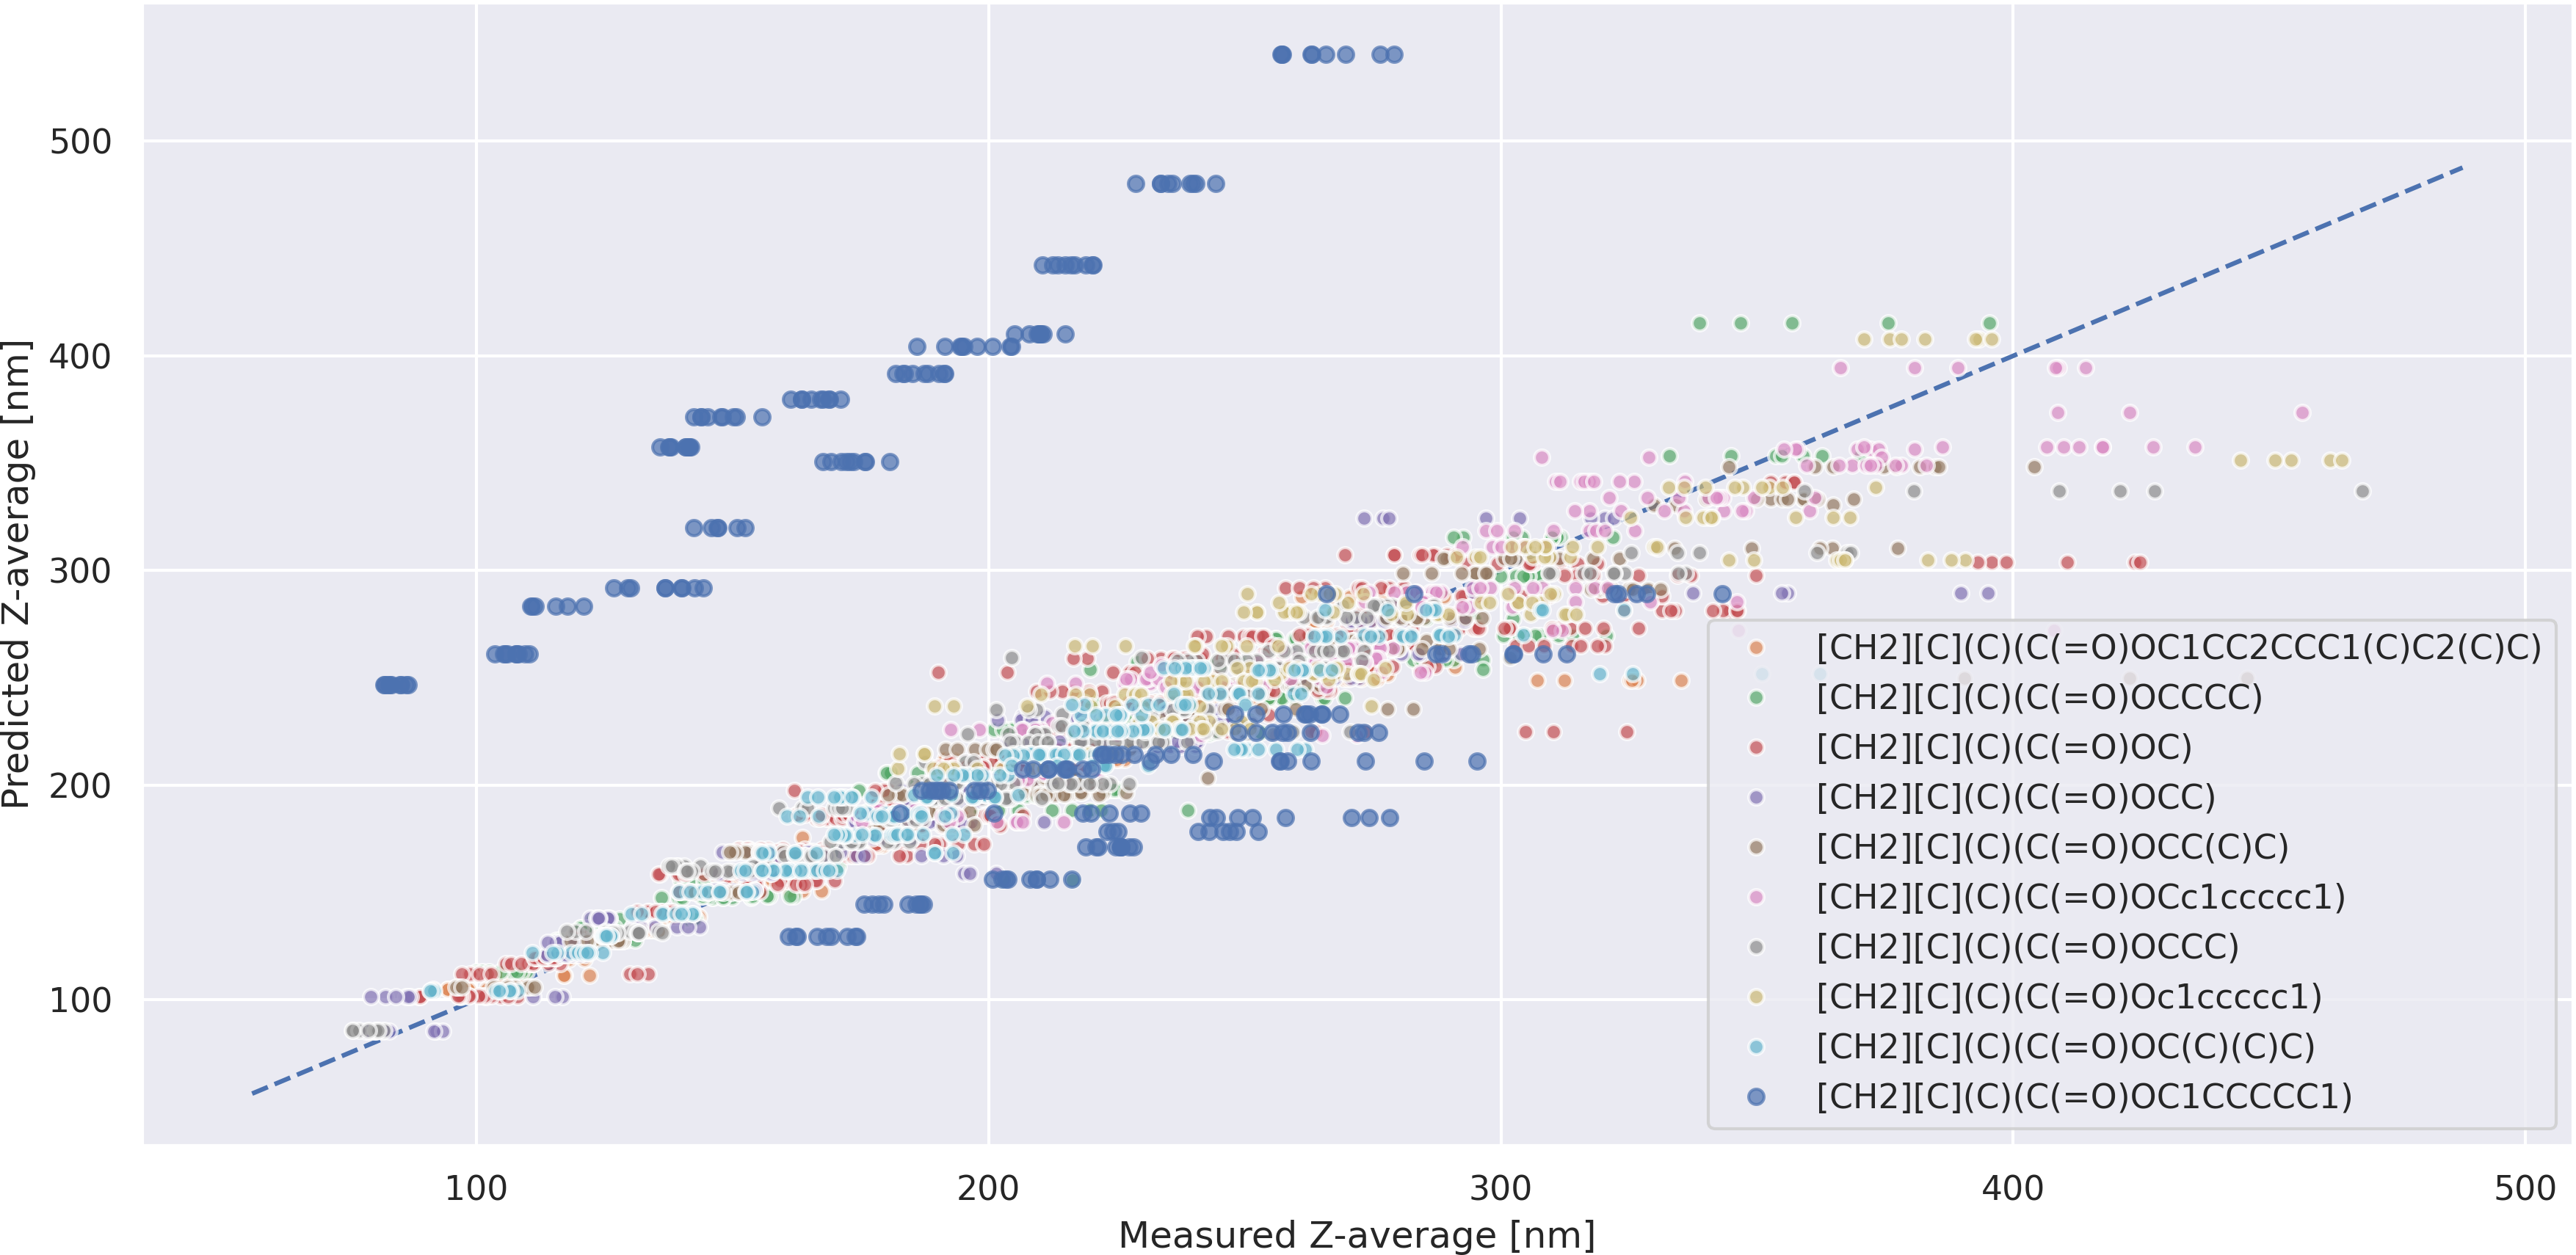 Predicted Z-average [nm]
500
400
300
200
100
[CH2][C](C)(C(=O)OC1CC2CCC1(C)C2(C)C)
[CH2][C](C)(C(=O)OCCCC)
[CH2][C](C)(C(=O)OC)
[CH2][C](C)(C(=O)OCC)
[CH2][C](C)(C(=O)OCC(C)C)
[CH2][C](C)(C(=O)OCc1ccccc1)
[CH2][C](C)(C(=O)OCCC)
[CH2][C](C)(C(=O)Oc1ccccc1)
[CH2][C](C)(C(=O)OC(C)(C)C)
[CH2][C](C)(C(=O)OC1CCCCC1)
100 200 300 400 500
Measured Z-average [nm]